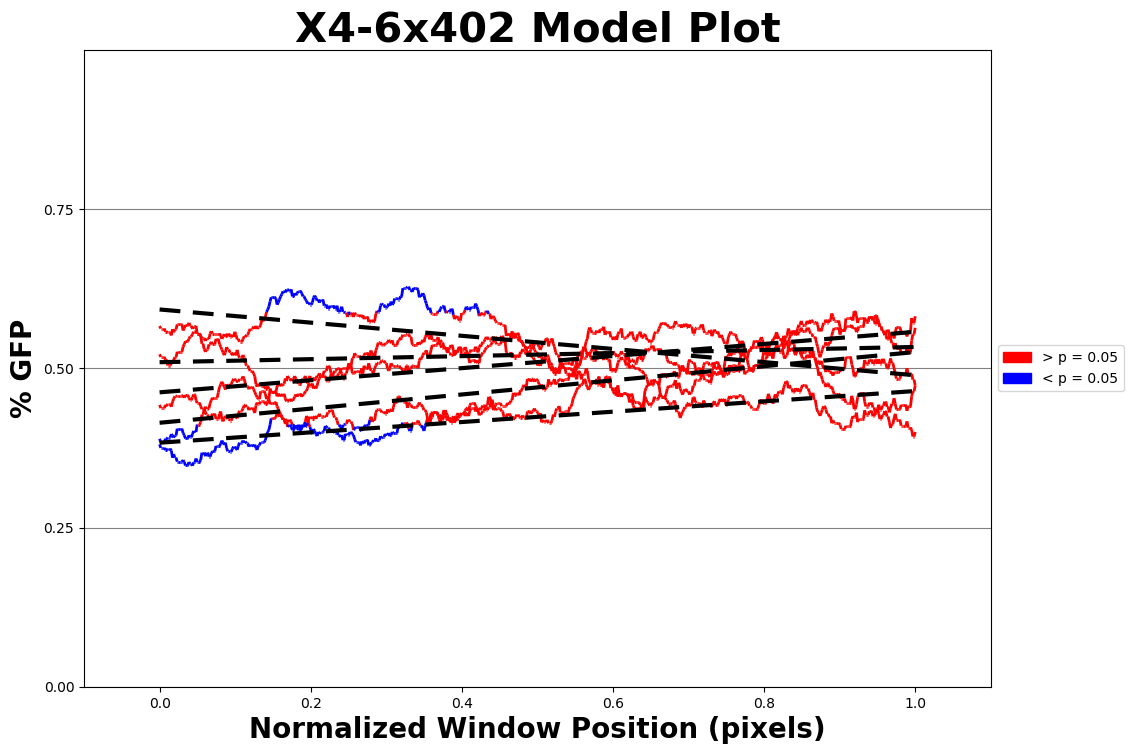 X4-6x402 Model Plot
% GFP
0.75
0.50
0.25
0.00
0.0 0.2 0.4 0.6 0.8 1.0
Normalized Window Position (pixels)
> p = 0.05
< p = 0.05